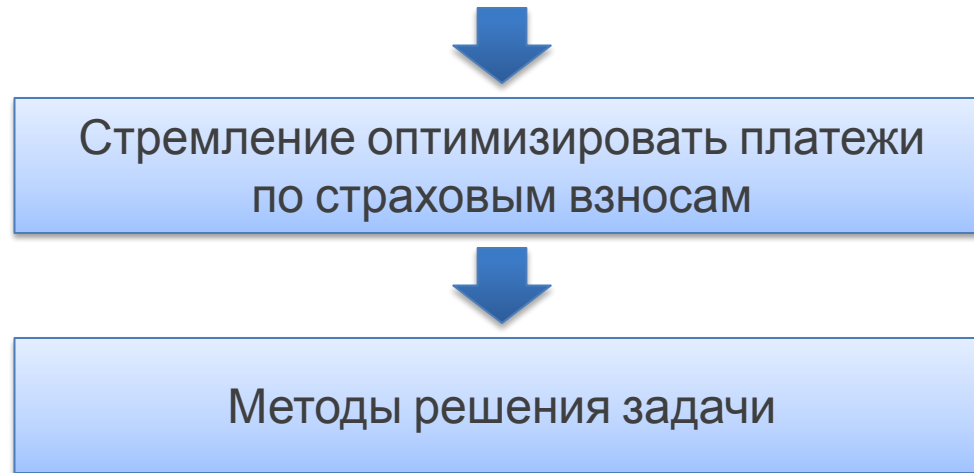 Стремление оптимизировать платежи
по страховым взносам
Методы решения задачи